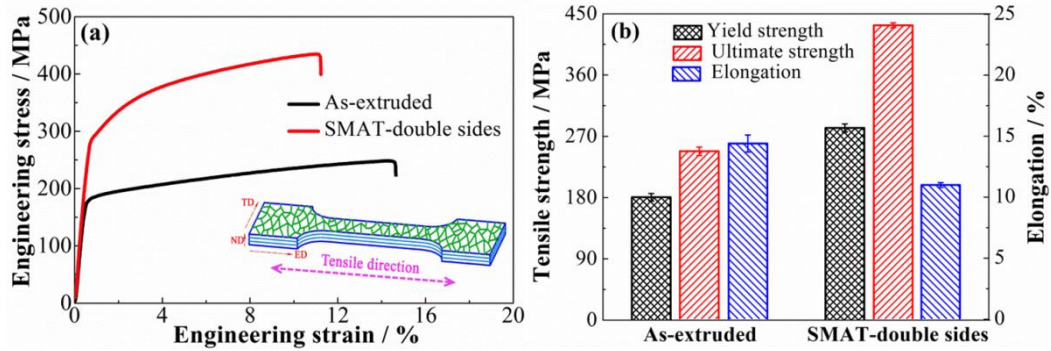 (a)
Engineering stress / MPa
500
400
300
200
100
0
As-extruded
SMAT-double sides
TD
ND
ED
Tensile direction
0 4 8 12 16 20
Engineering strain / %
(b)
Tensile strength / MPa
450
360
270
180
90
0
Yield strength
Ultimate strength
Elongation
25
20
15
10
5
0
Elongation / %
As-extruded SMAT-double sides